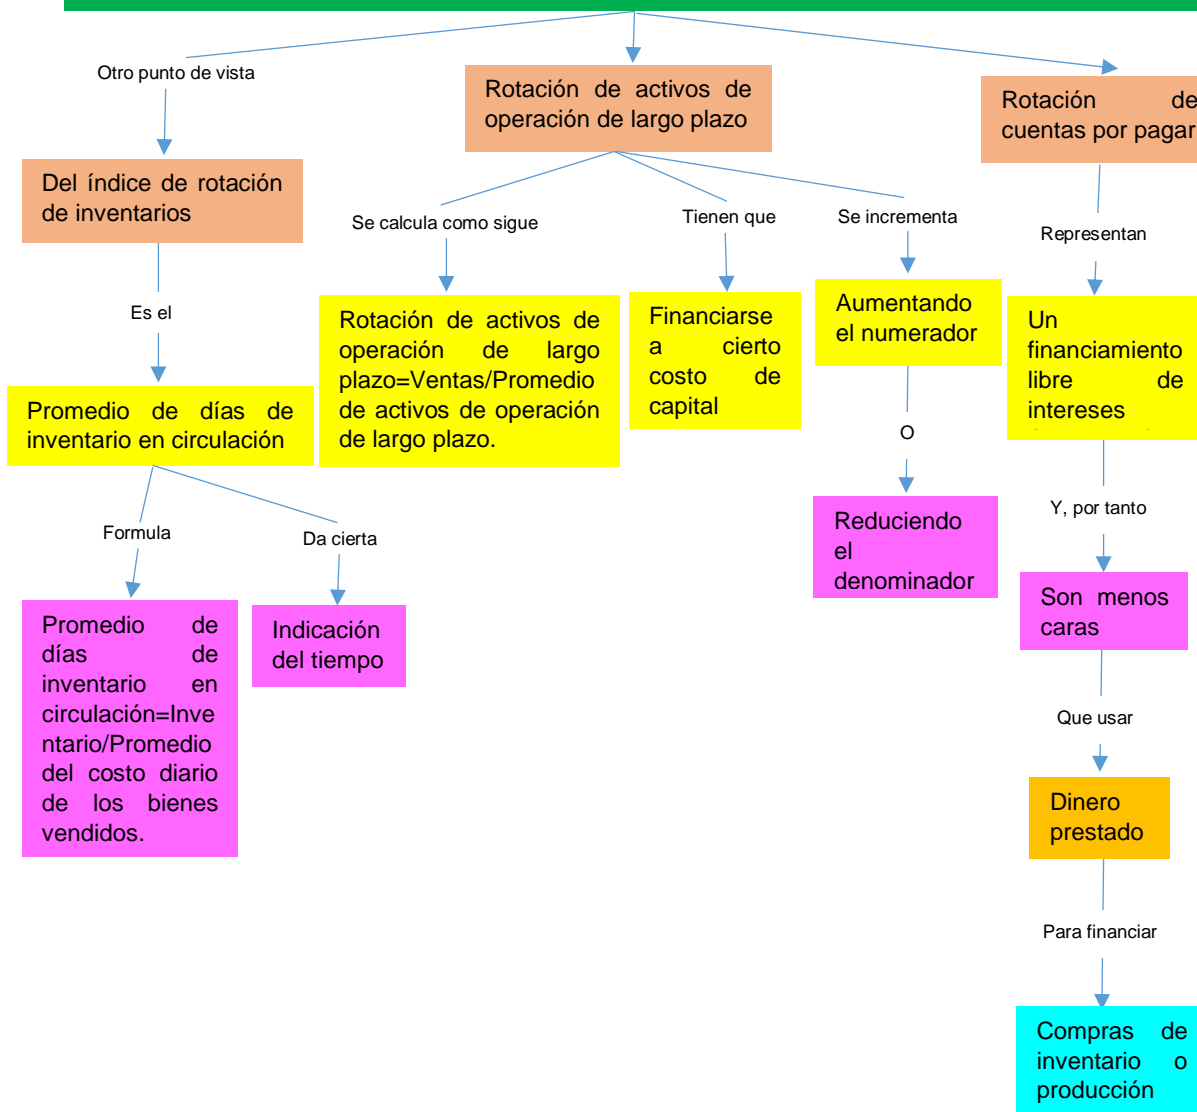 Otro punto de vista
Del índice de rotación
de inventarios
Es el
Promedio de días de
inventario en circulación
Formula
Promedio de
días de
inventario en
circulación=Inve
ntario/Promedio
del costo diario
de los bienes
vendidos.
Da cierta
Indicación
del tiempo
Rotación de activos de
operación de largo plazo
Se calcula como sigue
Rotación de activos de
operación de largo
plazo=Ventas/Promedio
de activos de operación
de largo plazo.
Tienen que
Financiarse
a cierto
costo de
capital
Se incrementa
Aumentando
el numerador
O
Reduciendo
el
denominador
Rotación de
cuentas por pagar
Representan
Un
financiamiento
libre de
intereses
Y, por tanto
Son menos
caras
Que usar
Dinero
prestado
Para financiar
Compras de
inventario o
producción